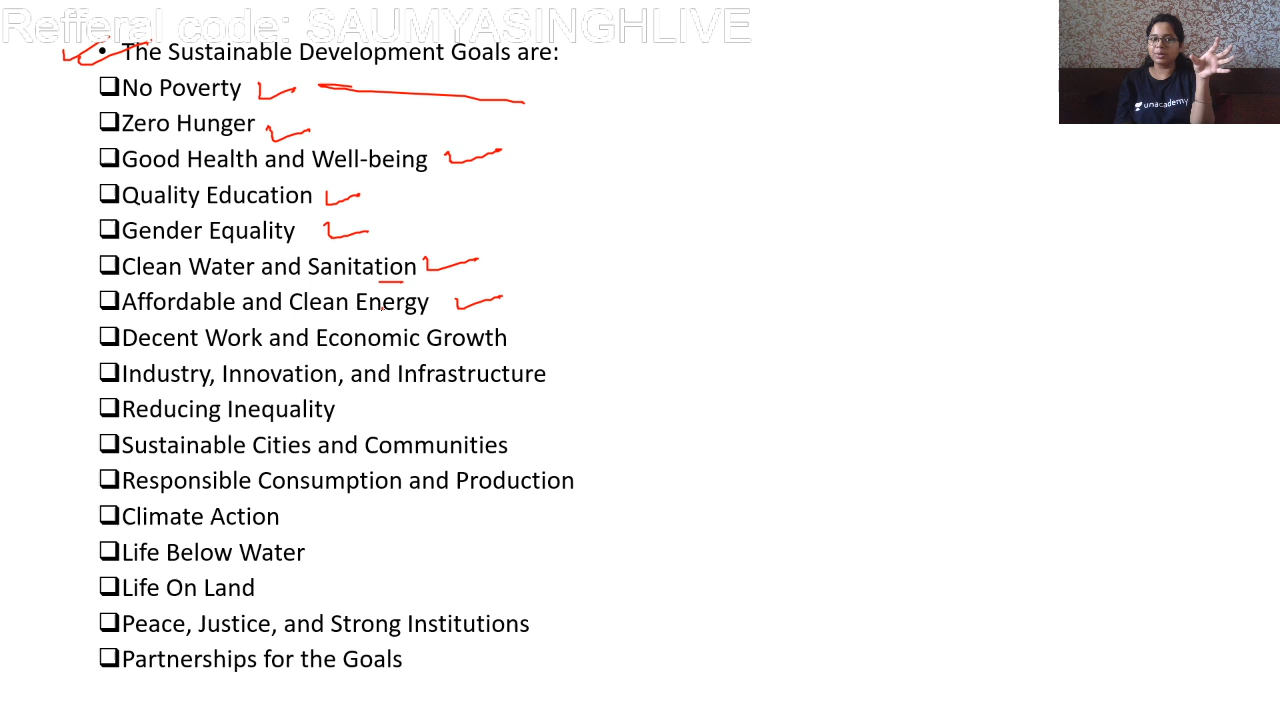 Refferal code: SAUMYASINGHLIVE
• The Sustainable Development Goals are:
❑No Poverty
❑Zero Hunger
❑Good Health and Well-being
❑Quality Education
❑Gender Equality
❑Clean Water and Sanitation
❑Affordable and Clean Energy
❑Decent Work and Economic Growth
❑Industry, Innovation, and Infrastructure
❑Reducing Inequality
❑Sustainable Cities and Communities
❑Responsible Consumption and Production
❑Climate Action
❑Life Below Water
❑Life On Land
❑Peace, Justice, and Strong Institutions
❑Partnerships for the Goals
unacademy